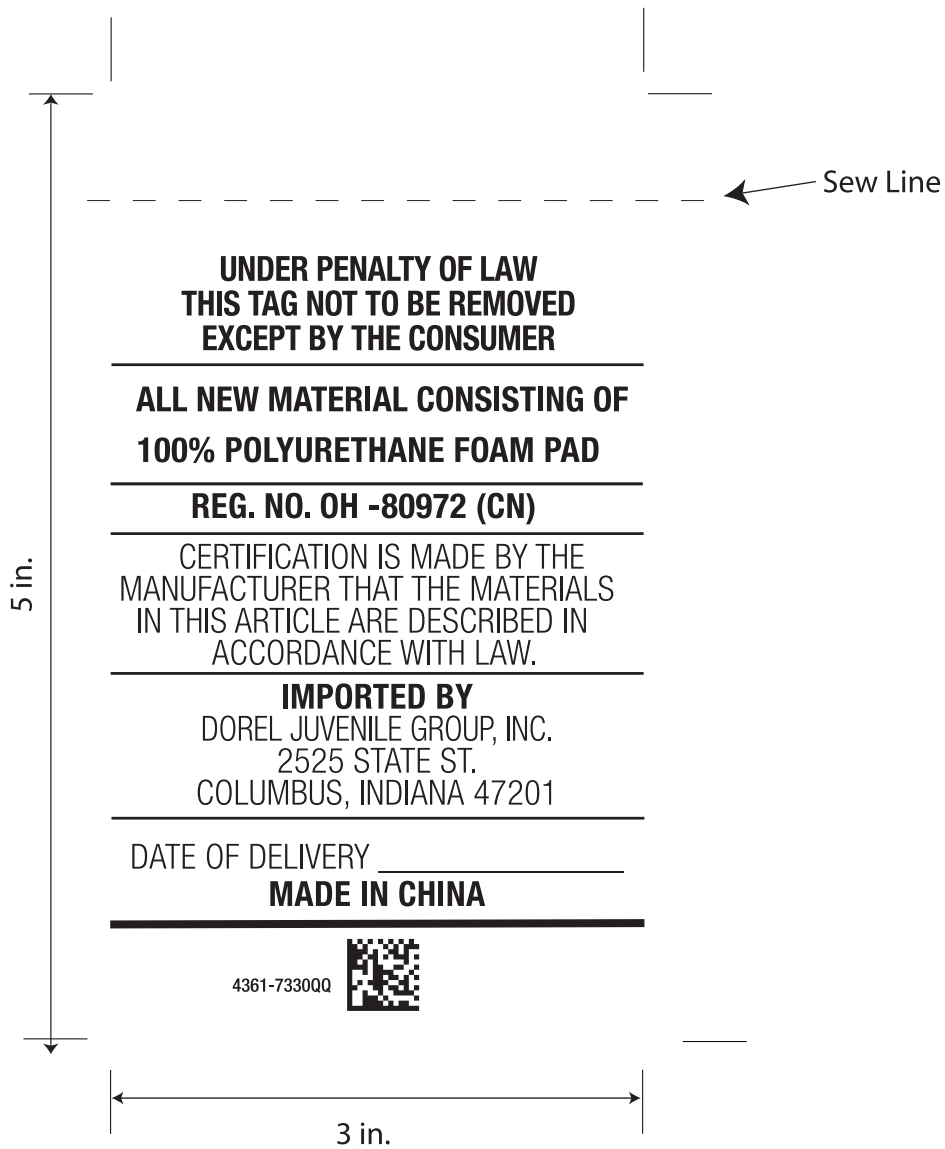 Sew Line
UNDER PENALTY OF LAW
THIS TAG NOT TO BE REMOVED
EXCEPT BY THE CONSUMER
ALL NEW MATERIAL CONSISTING OF
100% POLYURETHANE FOAM PAD
REG. NO. OH -80972 (CN)
5 in.
CERTIFICATION IS MADE BY THE
MANUFACTURER THAT THE MATERIALS
IN THIS ARTICLE ARE DESCRIBED IN
ACCORDANCE WITH LAW.
IMPORTED BY
DOREL JUVENILE GROUP, INC.
2525 STATE ST.
COLUMBUS, INDIANA 47201
DATE OF DELIVERY
MADE IN CHINA
4361-7330QQ
3 in.